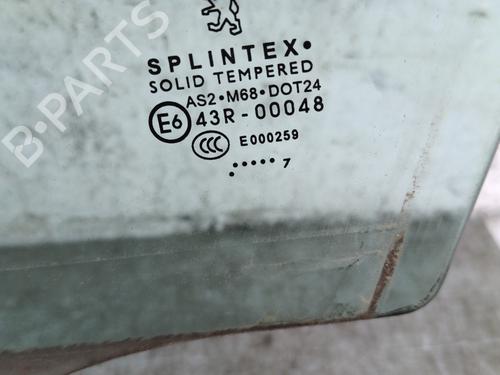 SPLINTEX•
SOLID TEMPERED
AS2•M68•DOT24
E6 43R-00048
CCC E000259
••••• 7
B-PARTS